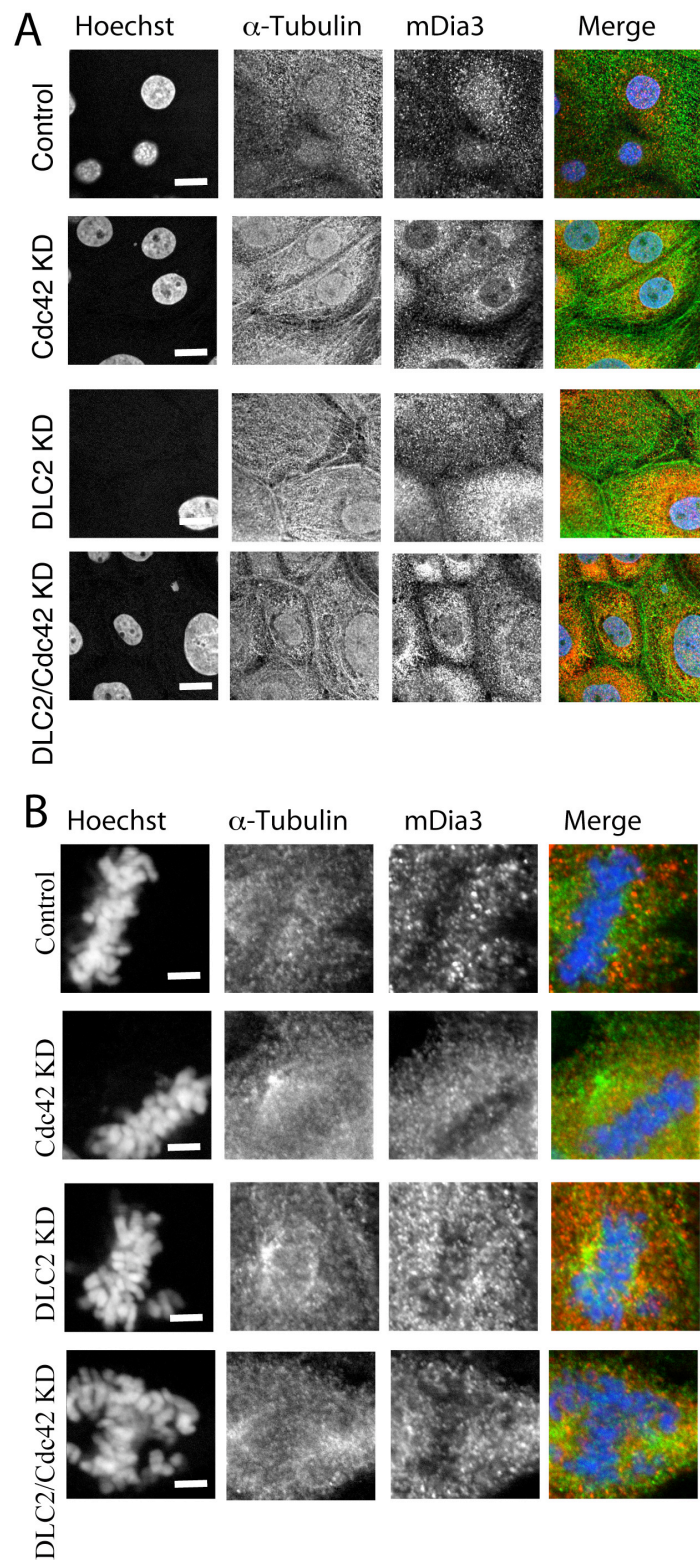 A
Hoechst α-Tubulin mDia3 Merge
Control
Cdc42 KD
DLC2 KD
DLC2/Cdc42 KD
B
Hoechst α-Tubulin mDia3 Merge
Control
Cdc42 KD
DLC2 KD
DLC2/Cdc42 KD